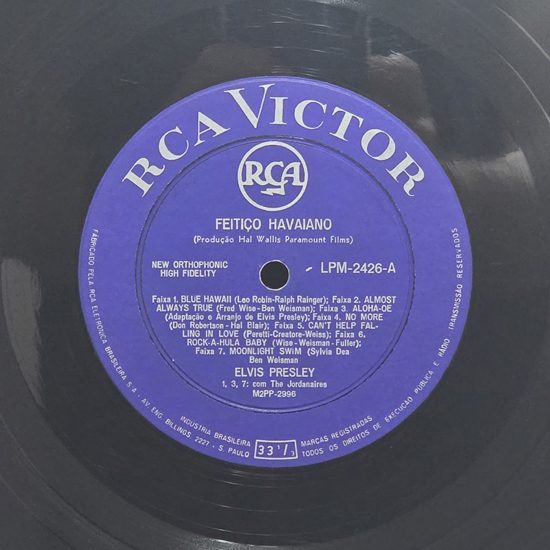 RCA VICTOR
RCA
FEITIÇO HAVAIANO
(Produção Hal Wallis Paramount Films)
NEW ORTHOPHONIC
HIGH FIDELITY
LPM-2426-A
Faixa 1. BLUE HAWAII (Leo Robin-Ralph Rainger); Faixa 2. ALMOST
ALWAYS TRUE (Fred Wise-Ben Weisman) Faixa 3. ALOHA-OE
(Adaptação e Arranjo de Elvis Presley); Faixa 4. NO MORE
(Don Robertson-Hal Blair); Faixa 5. CAN'T HELP FAL-
LING IN LOVE (Peretti-Creatore-Weiss); Faixa 6.
ROCK-A-HULA BABY (Wise-Weisman-Fuller);
Faixa 7. MOONLIGHT SWIM (Sylvia Dea
Ben Weisman
ELVIS PRESLEY
1, 3, 7: com The Jordanaires
M2PP-2996
FABRICADO PELA RCA ELETRÔNICA BRASILEIRA S.A. - AV. ENG. BILLINGS 2227 - S. PAULO
INDÚSTRIA BRASILEIRA
33 1/3
MARCAS REGISTRADAS
TODOS OS DIREITOS DE EXECUÇÃO PUBLICA E RADIO TRANSMISSÃO RESERVADOS